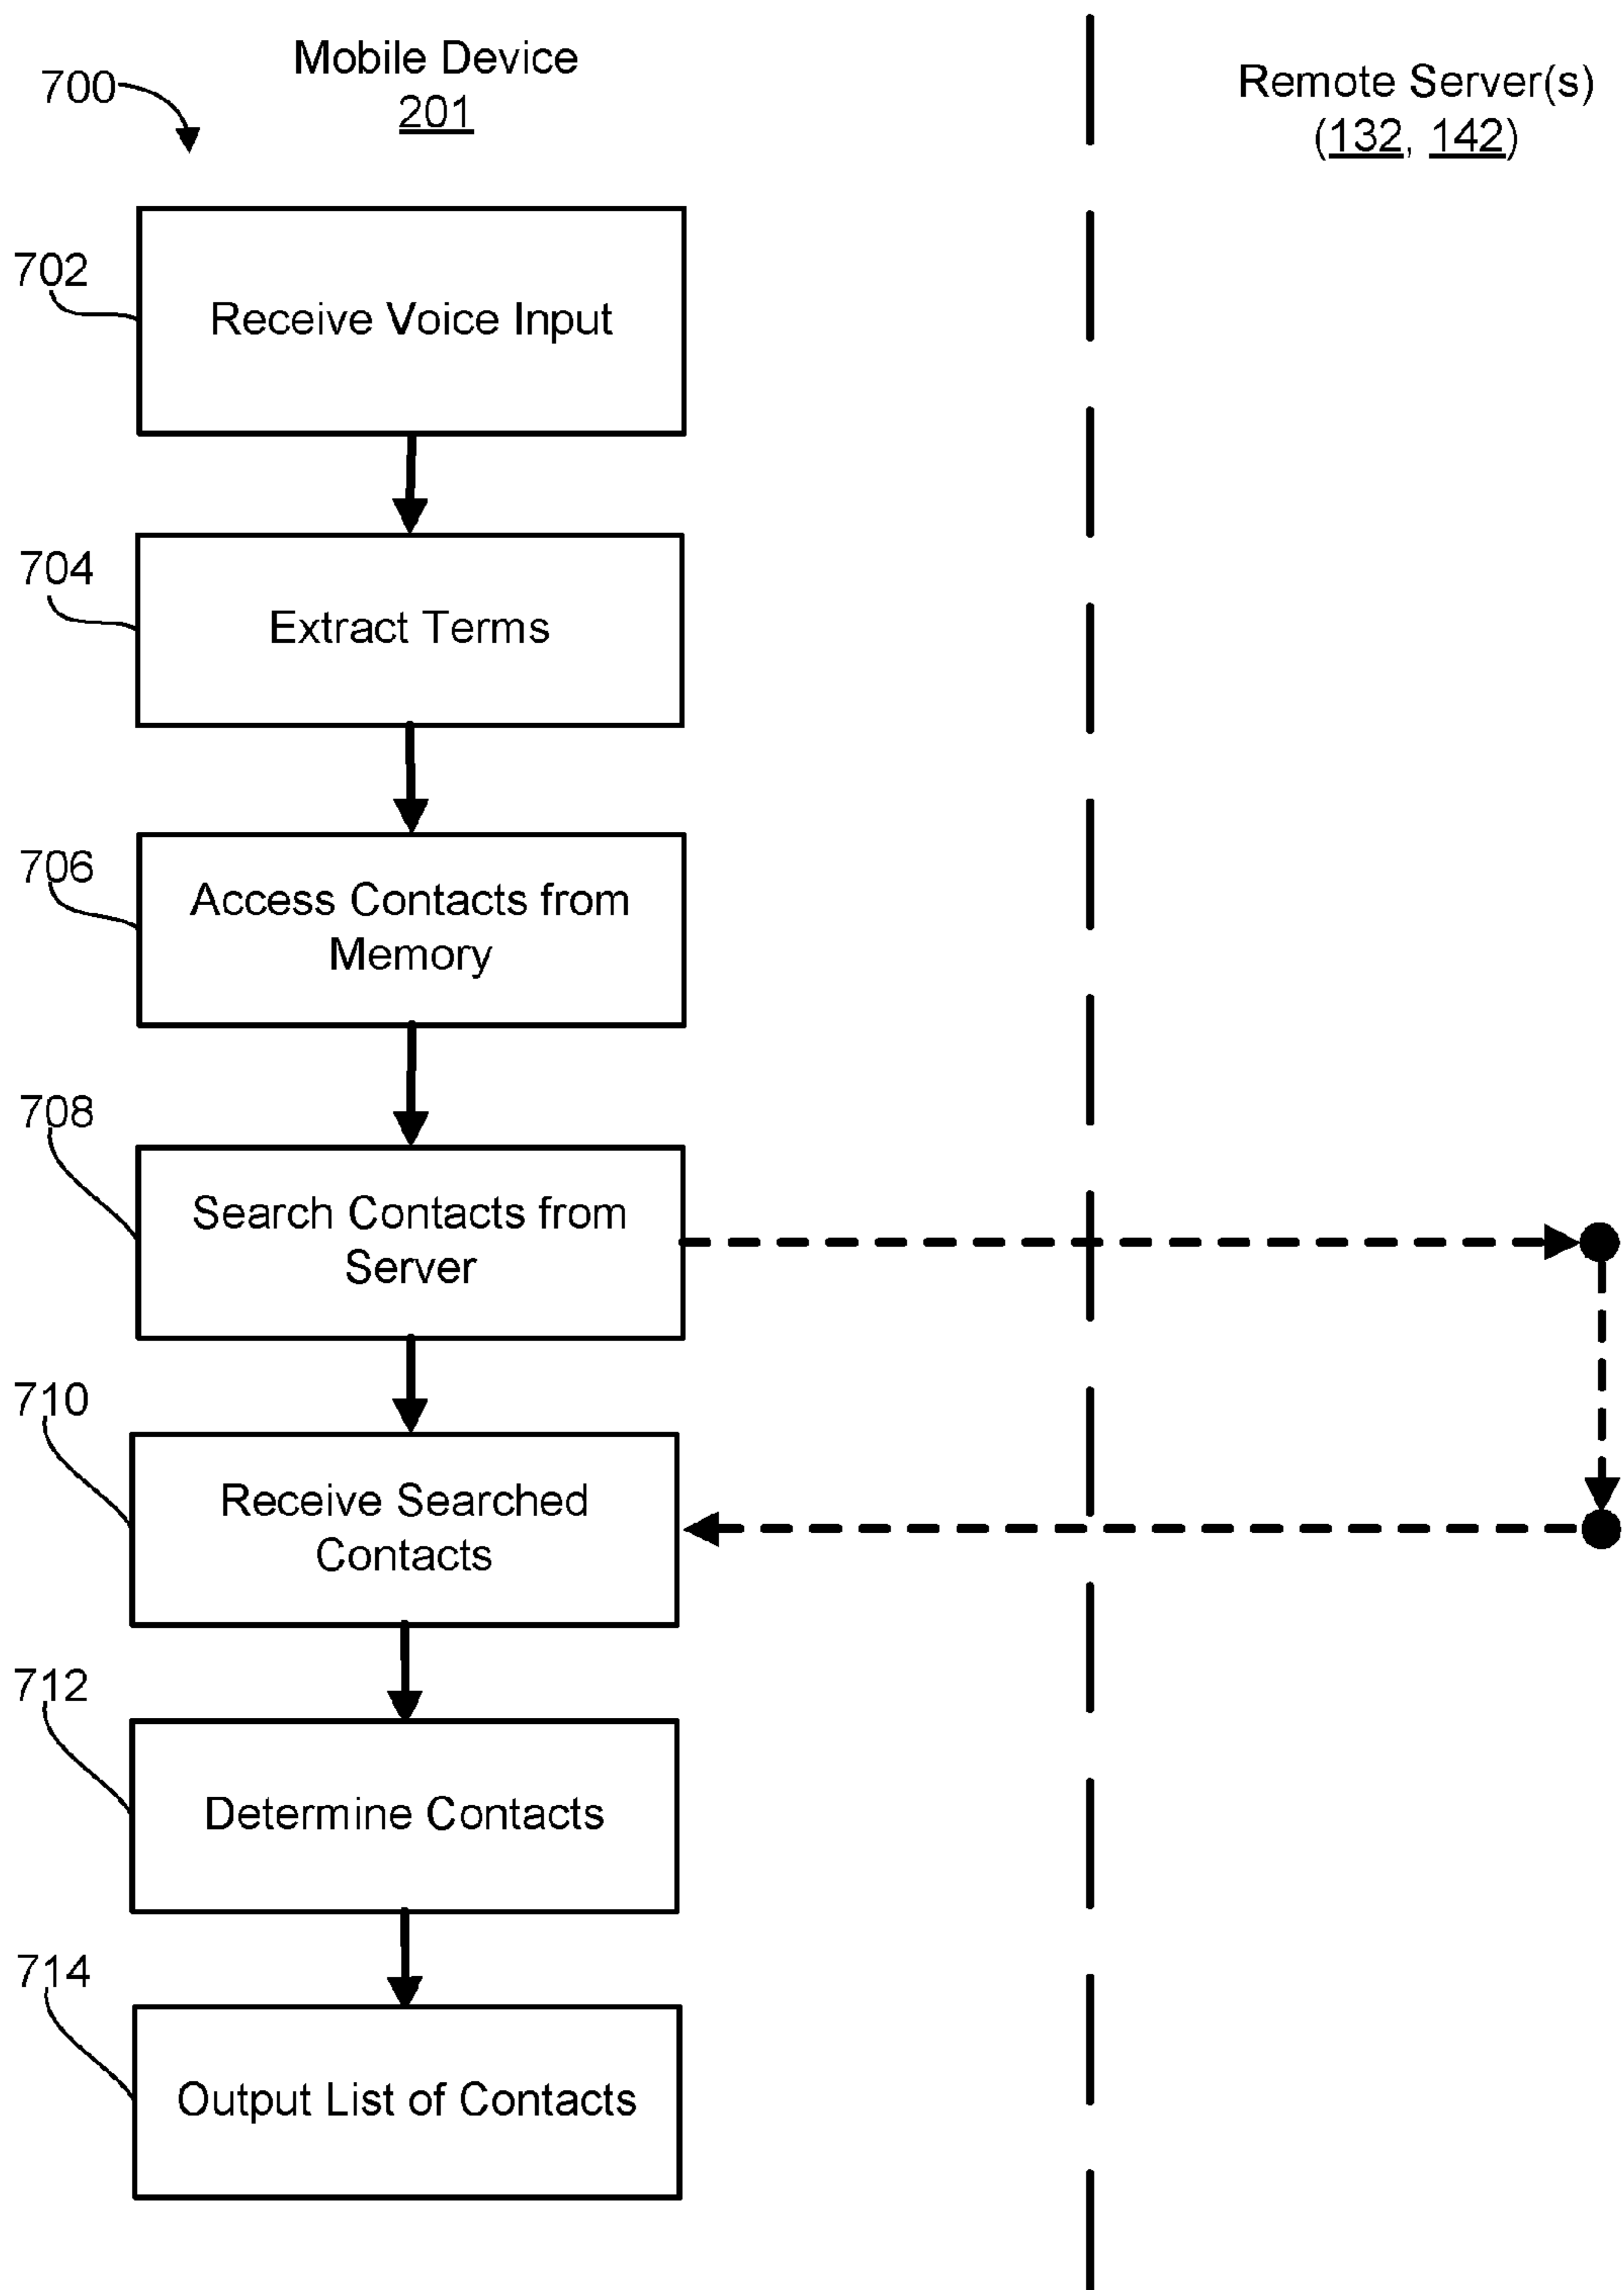 Mobile Device
201
700
Remote Server(s)
(132, 142)
702
Receive Voice Input
704
Extract Terms
706
Access Contacts from
Memory
708
Search Contacts from
Server
710
Receive Searched
Contacts
712
Determine Contacts
714
Output List of Contacts